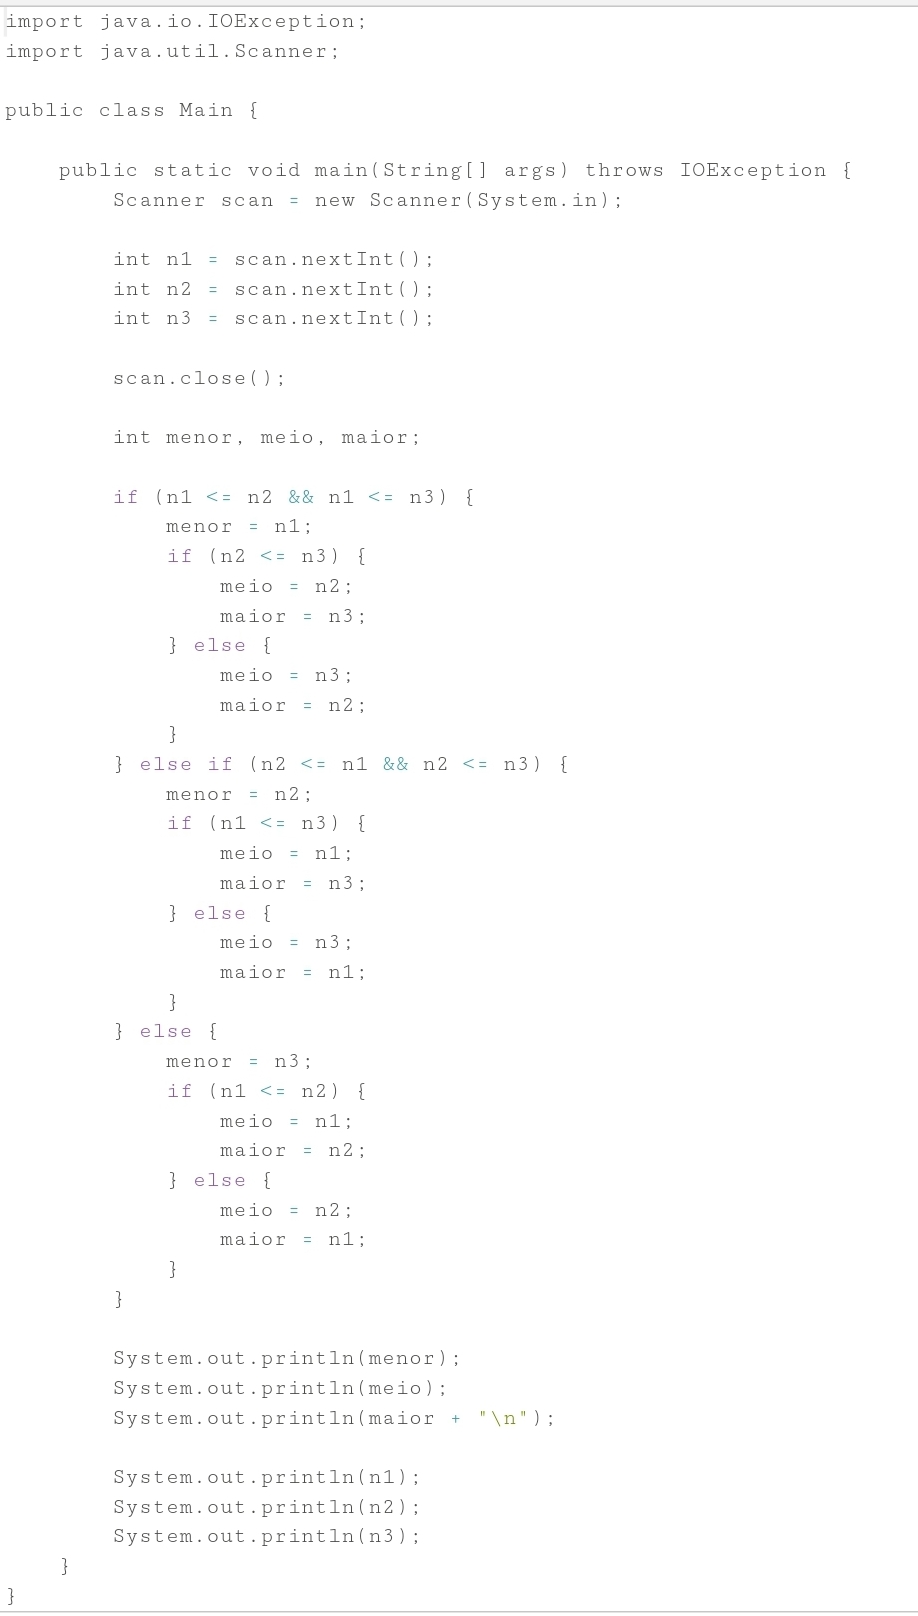 import java.io.IOException;
import java.util.Scanner;

public class Main {

    public static void main(String[] args) throws IOException {
        Scanner scan = new Scanner(System.in);

        int n1 = scan.nextInt();
        int n2 = scan.nextInt();
        int n3 = scan.nextInt();

        scan.close();

        int menor, meio, maior;

        if (n1 <= n2 && n1 <= n3) {
            menor = n1;
            if (n2 <= n3) {
                meio = n2;
                maior = n3;
            } else {
                meio = n3;
                maior = n2;
            }
        } else if (n2 <= n1 && n2 <= n3) {
            menor = n2;
            if (n1 <= n3) {
                meio = n1;
                maior = n3;
            } else {
                meio = n3;
                maior = n1;
            }
        } else {
            menor = n3;
            if (n1 <= n2) {
                meio = n1;
                maior = n2;
            } else {
                meio = n2;
                maior = n1;
            }
        }

        System.out.println(menor);
        System.out.println(meio);
        System.out.println(maior + "\n");

        System.out.println(n1);
        System.out.println(n2);
        System.out.println(n3);
    }
}